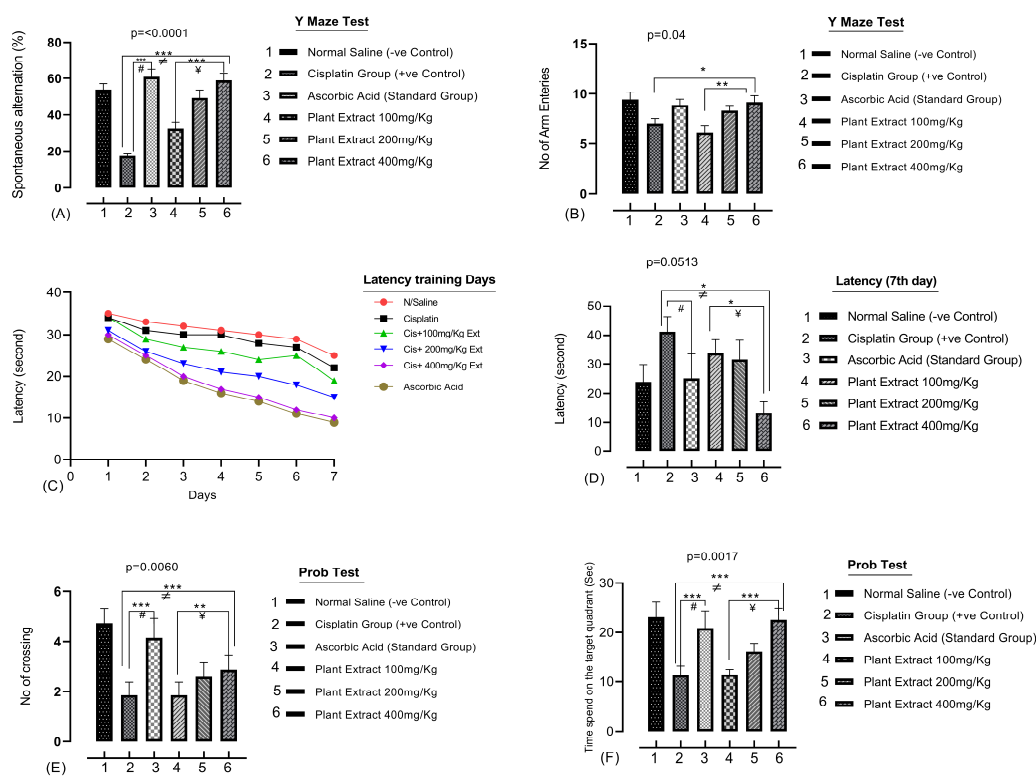 Y Maze Test
p=<0.0001
Spontaneous alternation (%)
80
60
40
20
0
***
***
≠
***
#
¥
1 2 3 4 5 6
(A)
1 Normal Saline (-ve Control)
2 Cisplatin Group (+ve Control)
3 Ascorbic Acid (Standard Group)
4 Plant Extract 100mg/Kg
5 Plant Extract 200mg/Kg
6 Plant Extract 400mg/Kg
Y Maze Test
p=0.04
No of Arm Enteries
15
10
5
0
*
**
1 2 3 4 5 6
(B)
1 Normal Saline (-ve Control)
2 Cisplatin Group (+ve Control)
3 Ascorbic Acid (Standard Group)
4 Plant Extract 100mg/Kg
5 Plant Extract 200mg/Kg
6 Plant Extract 400mg/Kg
Latency training Days
Latency (second)
40
30
20
10
0
0 1 2 3 4 5 6 7
Days
(C)
N/Saline
Cisplatin
Cis+100mg/Kg Ext
Cis+ 200mg/Kg Ext
Cis+ 400mg/Kg Ext
Ascorbic Acid
p=0.0513
Latency (7th day)
Latency (second)
50
40
30
20
10
0
*
≠
#
*
¥
1 2 3 4 5 6
(D)
1 Normal Saline (-ve Control)
2 Cisplatin Group (+ve Control)
3 Ascorbic Acid (Standard Group)
4 Plant Extract 100mg/Kg
5 Plant Extract 200mg/Kg
6 Plant Extract 400mg/Kg
p=0.0060
Prob Test
No of crossing
6
4
2
0
***
≠
***
#
**
¥
1 2 3 4 5 6
(E)
1 Normal Saline (-ve Control)
2 Cisplatin Group (+ve Control)
3 Ascorbic Acid (Standard Group)
4 Plant Extract 100mg/Kg
5 Plant Extract 200mg/Kg
6 Plant Extract 400mg/Kg
p=0.0017
Prob Test
Time spend on the target quadrant (Sec)
30
20
10
0
***
≠
***
#
***
¥
1 2 3 4 5 6
(F)
1 Normal Saline (-ve Control)
2 Cisplatin Group (+ve Control)
3 Ascorbic Acid (Standard Group)
4 Plant Extract 100mg/Kg
5 Plant Extract 200mg/Kg
6 Plant Extract 400mg/Kg